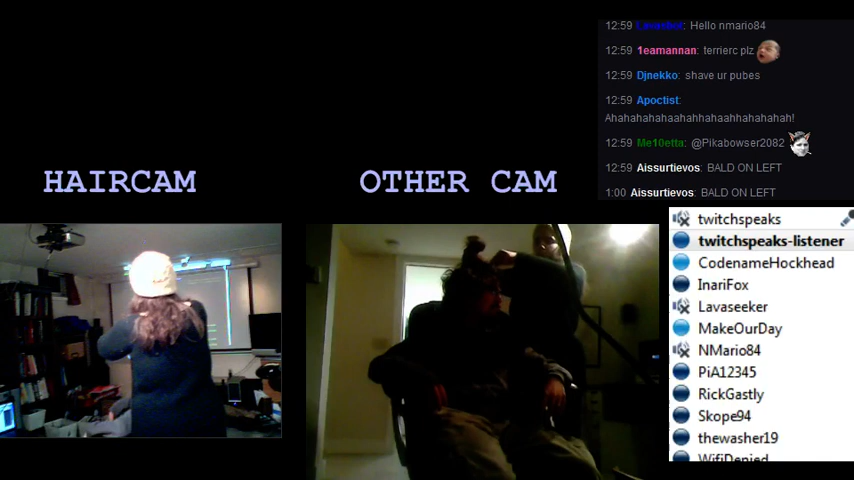 12:59 Lavasbot: Hello nmario84
12:59 1eamannan: terrierc plz
12:59 Djnekko: shave ur pubes
12:59 Apoctist:
Ahahahahahaahahhahaahhahahahah!
12:59 Me10etta: @Pikabowser2082
12:59 Aissurtievos: BALD ON LEFT
1:00 Aissurtievos: BALD ON LEFT
HAIRCAM
OTHER CAM
twitchspeaks
twitchspeaks-listener
CodenameHockhead
InariFox
Lavaseeker
MakeOurDay
NMario84
PiA12345
RickGastly
Skope94
thewasher19
WifiDenied